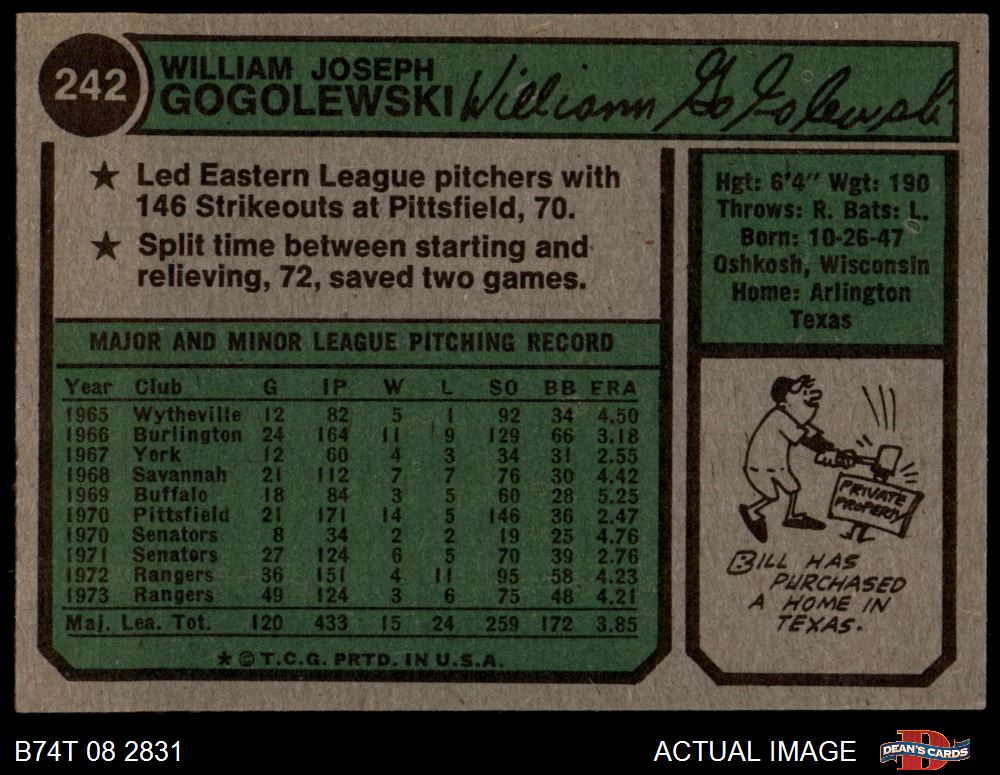 242
WILLIAM JOSEPH
GOGOLEWSKI
William Gogolewski
★ Led Eastern League pitchers with
146 Strikeouts at Pittsfield, 70.
★ Split time between starting and
relieving, 72, saved two games.
Hgt: 6'4" Wgt: 190
Throws: R. Bats: L.
Born: 10-26-47
Oshkosh, Wisconsin
Home: Arlington
Texas
MAJOR AND MINOR LEAGUE PITCHING RECORD
Year Club G IP W L SO BB ERA
1965 Wytheville 12 82 5 1 92 34 4.50
1966 Burlington 24 164 11 9 129 66 3.18
1967 York 12 60 4 3 34 31 2.55
1968 Savannah 21 112 7 7 76 30 4.42
1969 Buffalo 18 84 3 5 60 28 5.25
1970 Pittsfield 21 171 14 5 146 36 2.47
1970 Senators 8 34 2 2 19 25 4.76
1971 Senators 27 124 6 5 70 39 2.76
1972 Rangers 36 151 4 11 95 58 4.23
1973 Rangers 49 124 3 6 75 48 4.21
Maj. Lea. Tot. 120 433 15 24 259 172 3.85
* © T.C.G. PRTD. IN U.S.A.
PRIVATE
PROPERTY
BILL HAS
PURCHASED
A HOME IN
TEXAS.
B74T 08 2831
ACTUAL IMAGE
D
DEAN'S CARDS